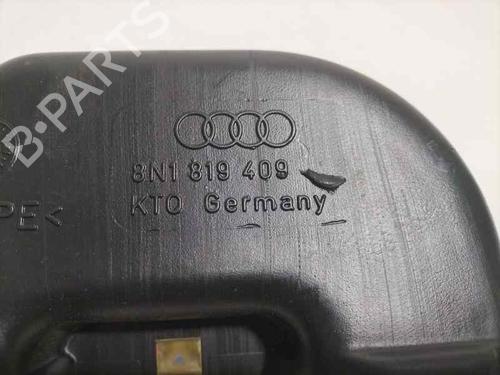 B-PARTS
8N1 819 409
PE<
KTO Germany